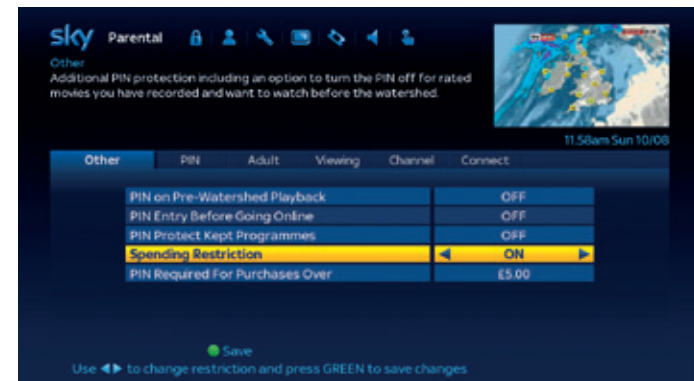 sky Parental
Other
Additional PIN protection including an option to turn the PIN off for rated
movies you have recorded and want to watch before the watershed.
11.58am Sun 10/08
Other PIN Adult Viewing Channel Connect
PIN on Pre-Watershed Playback OFF
PIN Entry Before Going Online OFF
PIN Protect Kept Programmes OFF
Spending Restriction ON
PIN Required For Purchases Over £5.00
Save
Use ◀▶ to change restriction and press GREEN to save changes